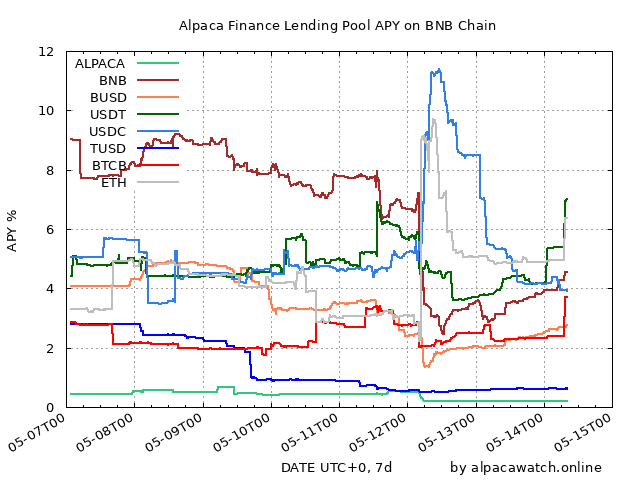 Alpaca Finance Lending Pool APY on BNB Chain
12
10
8
6
4
2
0
APY %
ALPACA
BNB
BUSD
USDT
USDC
TUSD
BTCB
ETH
05-07T00
05-08T00
05-09T00
05-10T00
05-11T00
05-12T00
05-13T00
05-14T00
05-15T00
DATE UTC+0, 7d
by alpacawatch.online